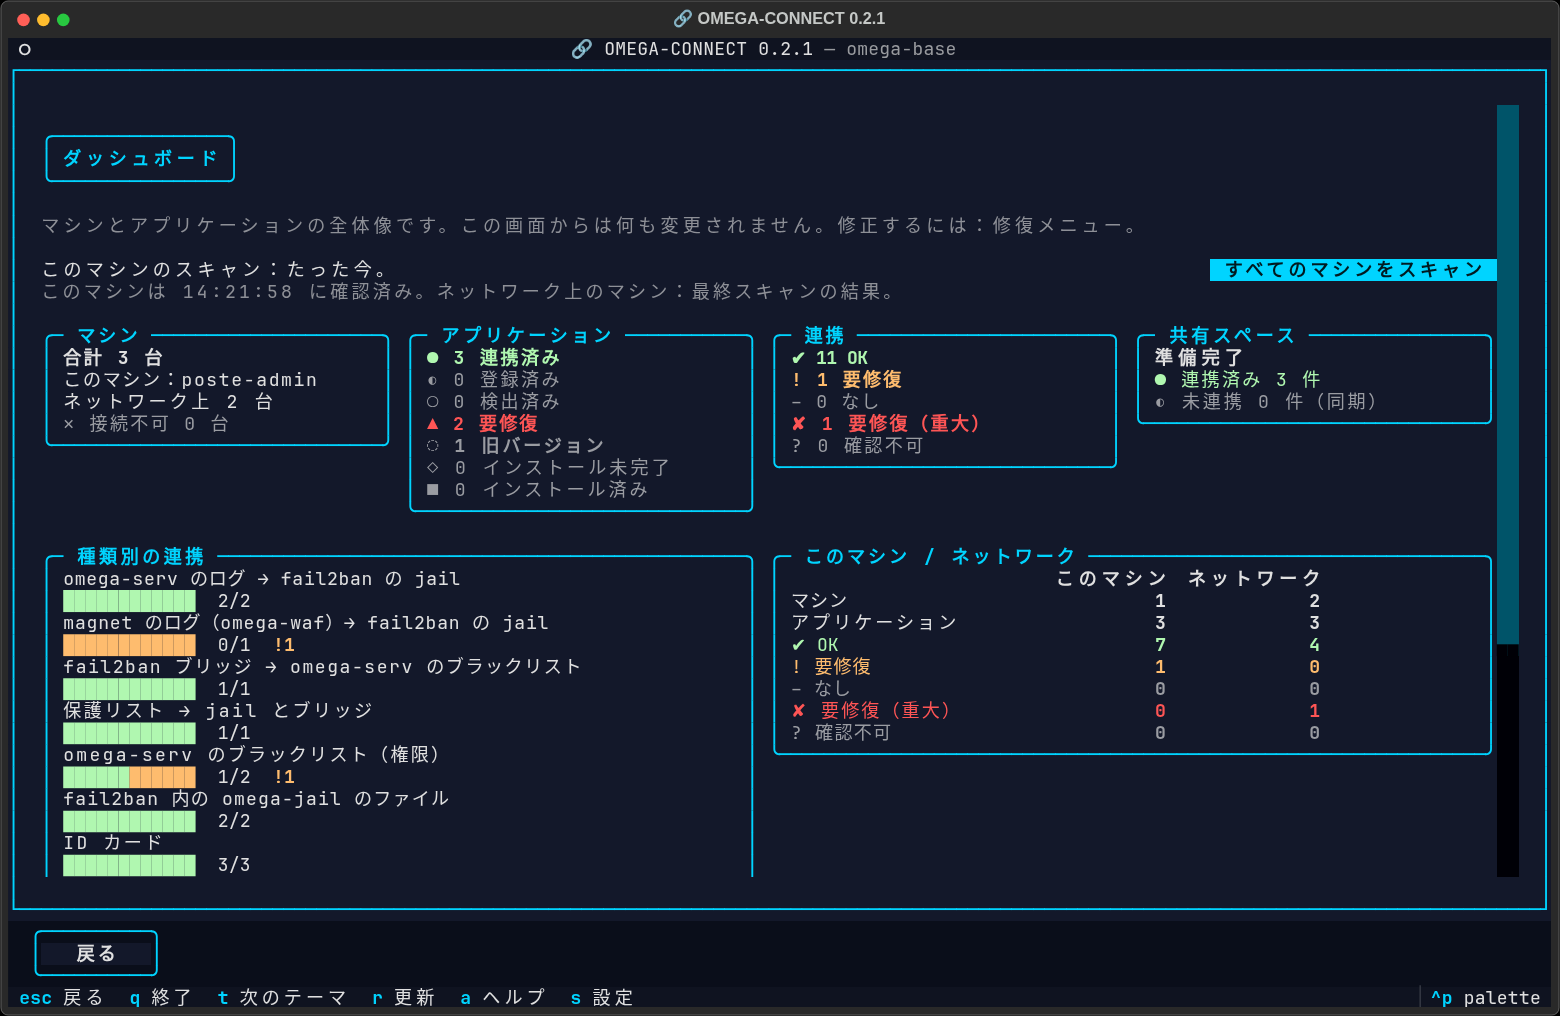 🔗 OMEGA-CONNECT 0.2.1
🔗 OMEGA-CONNECT 0.2.1 — omega-base
ダッシュボード
マシンとアプリケーションの全体像です。この画面からは何も変更されません。修正するには：修復メニュー。
このマシンのスキャン：たった今。
すべてのマシンをスキャン
このマシンは 14:21:58 に確認済み。ネットワーク上のマシン：最終スキャンの結果。
マシン
合計 3 台
このマシン：poste-admin
ネットワーク上 2 台
× 接続不可 0 台
アプリケーション
● 3 連携済み
◐ 0 登録済み
○ 0 検出済み
▲ 2 要修復
◌ 1 旧バージョン
◇ 0 インストール未完了
■ 0 インストール済み
連携
✔ 11 OK
! 1 要修復
– 0 なし
✘ 1 要修復（重大）
? 0 確認不可
共有スペース
準備完了
● 連携済み 3 件
◐ 未連携 0 件（同期）
種類別の連携
omega-serv のログ → fail2ban の jail
2/2
magnet のログ（omega-waf）→ fail2ban の jail
0/1 !1
fail2ban ブリッジ → omega-serv のブラックリスト
1/1
保護リスト → jail とブリッジ
1/1
omega-serv のブラックリスト（権限）
1/2 !1
fail2ban 内の omega-jail のファイル
2/2
ID カード
3/3
このマシン / ネットワーク
このマシン ネットワーク
マシン 1 2
アプリケーション 3 3
✔ OK 7 4
! 要修復 1 0
– なし 0 0
✘ 要修復（重大） 0 1
? 確認不可 0 0
戻る
esc 戻る q 終了 t 次のテーマ r 更新 a ヘルプ s 設定 ^p palette